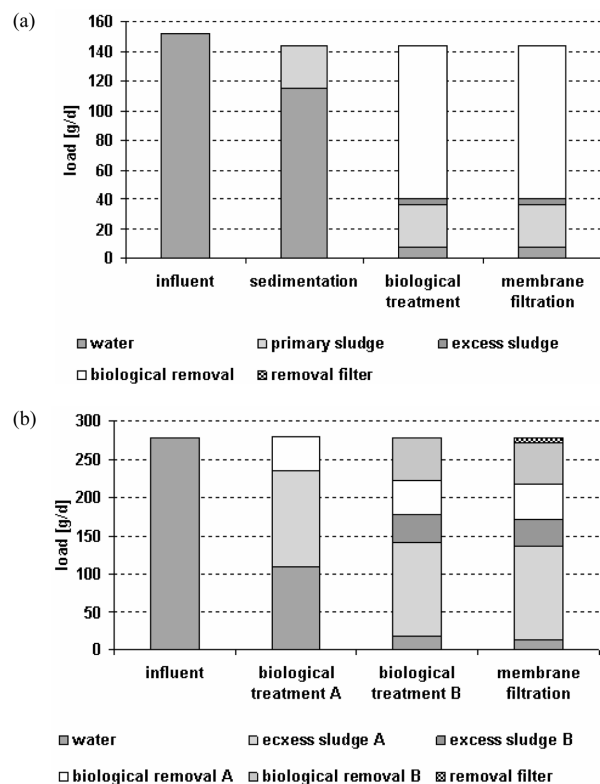 (a)
160
140
120
100
80
60
40
20
0
load [g/d]
influent sedimentation biological treatment membrane filtration
water primary sludge excess sludge
biological removal removal filter
(b)
300
250
200
150
100
50
0
load [g/d]
influent biological treatment A biological treatment B membrane filtration
water ecxess sludge A excess sludge B
biological removal A biological removal B removal filter